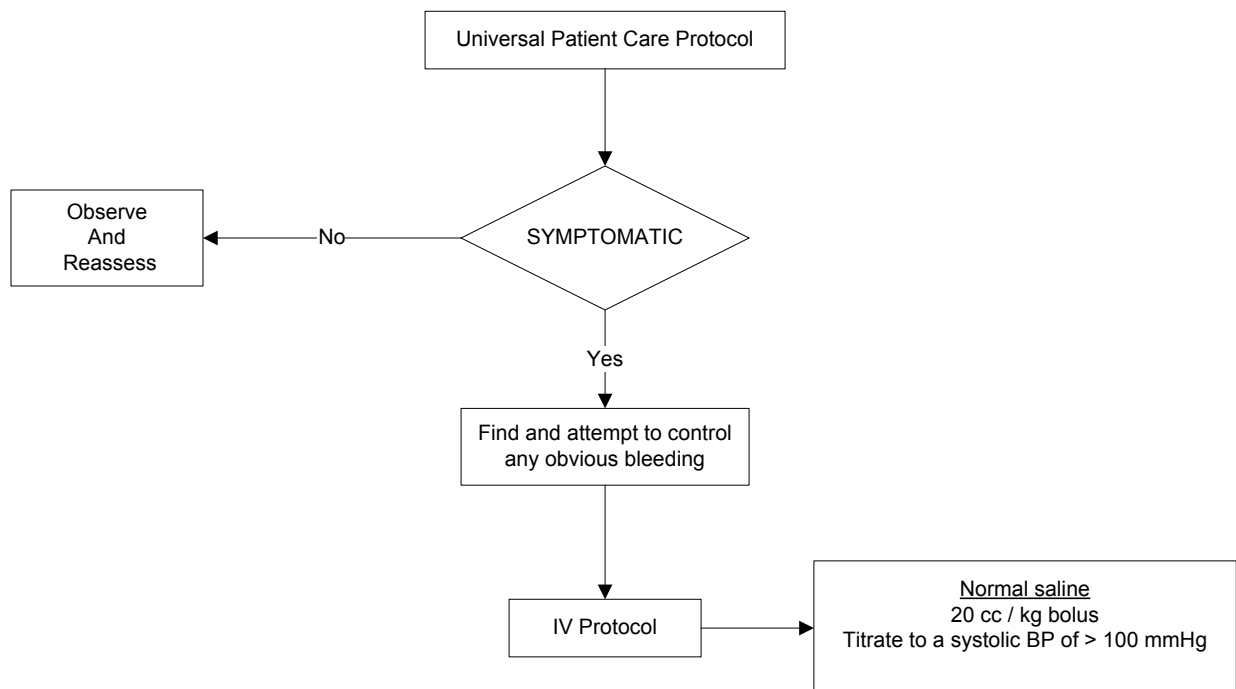 Universal Patient Care Protocol
Observe
And
Reassess
No
SYMPTOMATIC
Yes
Find and attempt to control
any obvious bleeding
IV Protocol
Normal saline
20 cc / kg bolus
Titrate to a systolic BP of > 100 mmHg